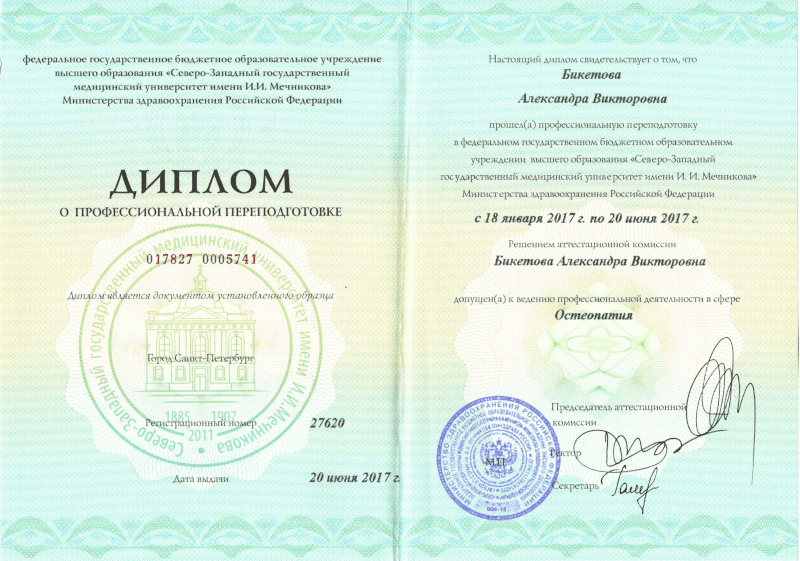 федеральное государственное бюджетное образовательное учреждение
высшего образования «Северо-Западный государственный
медицинский университет имени И.И. Мечникова»
Министерства здравоохранения Российской Федерации
ДИПЛОМ
О ПРОФЕССИОНАЛЬНОЙ ПЕРЕПОДГОТОВКЕ
017827 0005741
Диплом является документом установленного образца
Северо-Западный государственный медицинский университет имени И.И.Мечникова
Город Санкт-Петербург
1885 1907
2011
Регистрационный номер 27620
Дата выдачи 20 июня 2017 г.
Настоящий диплом свидетельствует о том, что
Бикетова
Александра Викторовна
прошел(а) профессиональную переподготовку
в федеральном государственном бюджетном образовательном
учреждении высшего образования «Северо-Западный
государственный медицинский университет имени И. И. Мечникова»
Министерства здравоохранения Российской Федерации
с 18 января 2017 г. по 20 июня 2017 г.
Решением аттестационной комиссии
Бикетова Александра Викторовна
допущен(а) к ведению профессиональной деятельности в сфере
Остеопатия
Председатель аттестационной
комиссии
Ректор
М.П.
Секретарь
МИНИСТЕРСТВО ЗДРАВООХРАНЕНИЯ РОССИЙСКОЙ ФЕДЕРАЦИИ